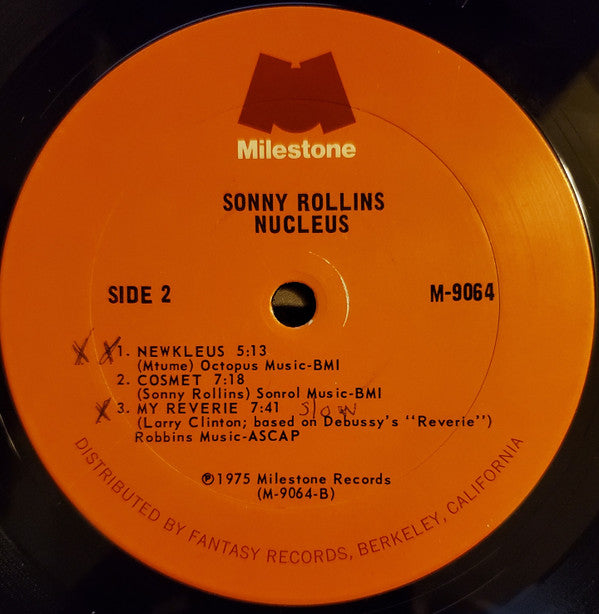 Milestone
SONNY ROLLINS
NUCLEUS
SIDE 2
M-9064
X X 1. NEWKLEUS 5:13
(Mtume) Octopus Music-BMI
2. COSMET 7:18
(Sonny Rollins) Sonrol Music-BMI
X 3. MY REVERIE 7:41 slow
(Larry Clinton; based on Debussy's "Reverie")
Robbins Music-ASCAP
℗1975 Milestone Records
(M-9064-B)
DISTRIBUTED BY FANTASY RECORDS, BERKELEY, CALIFORNIA